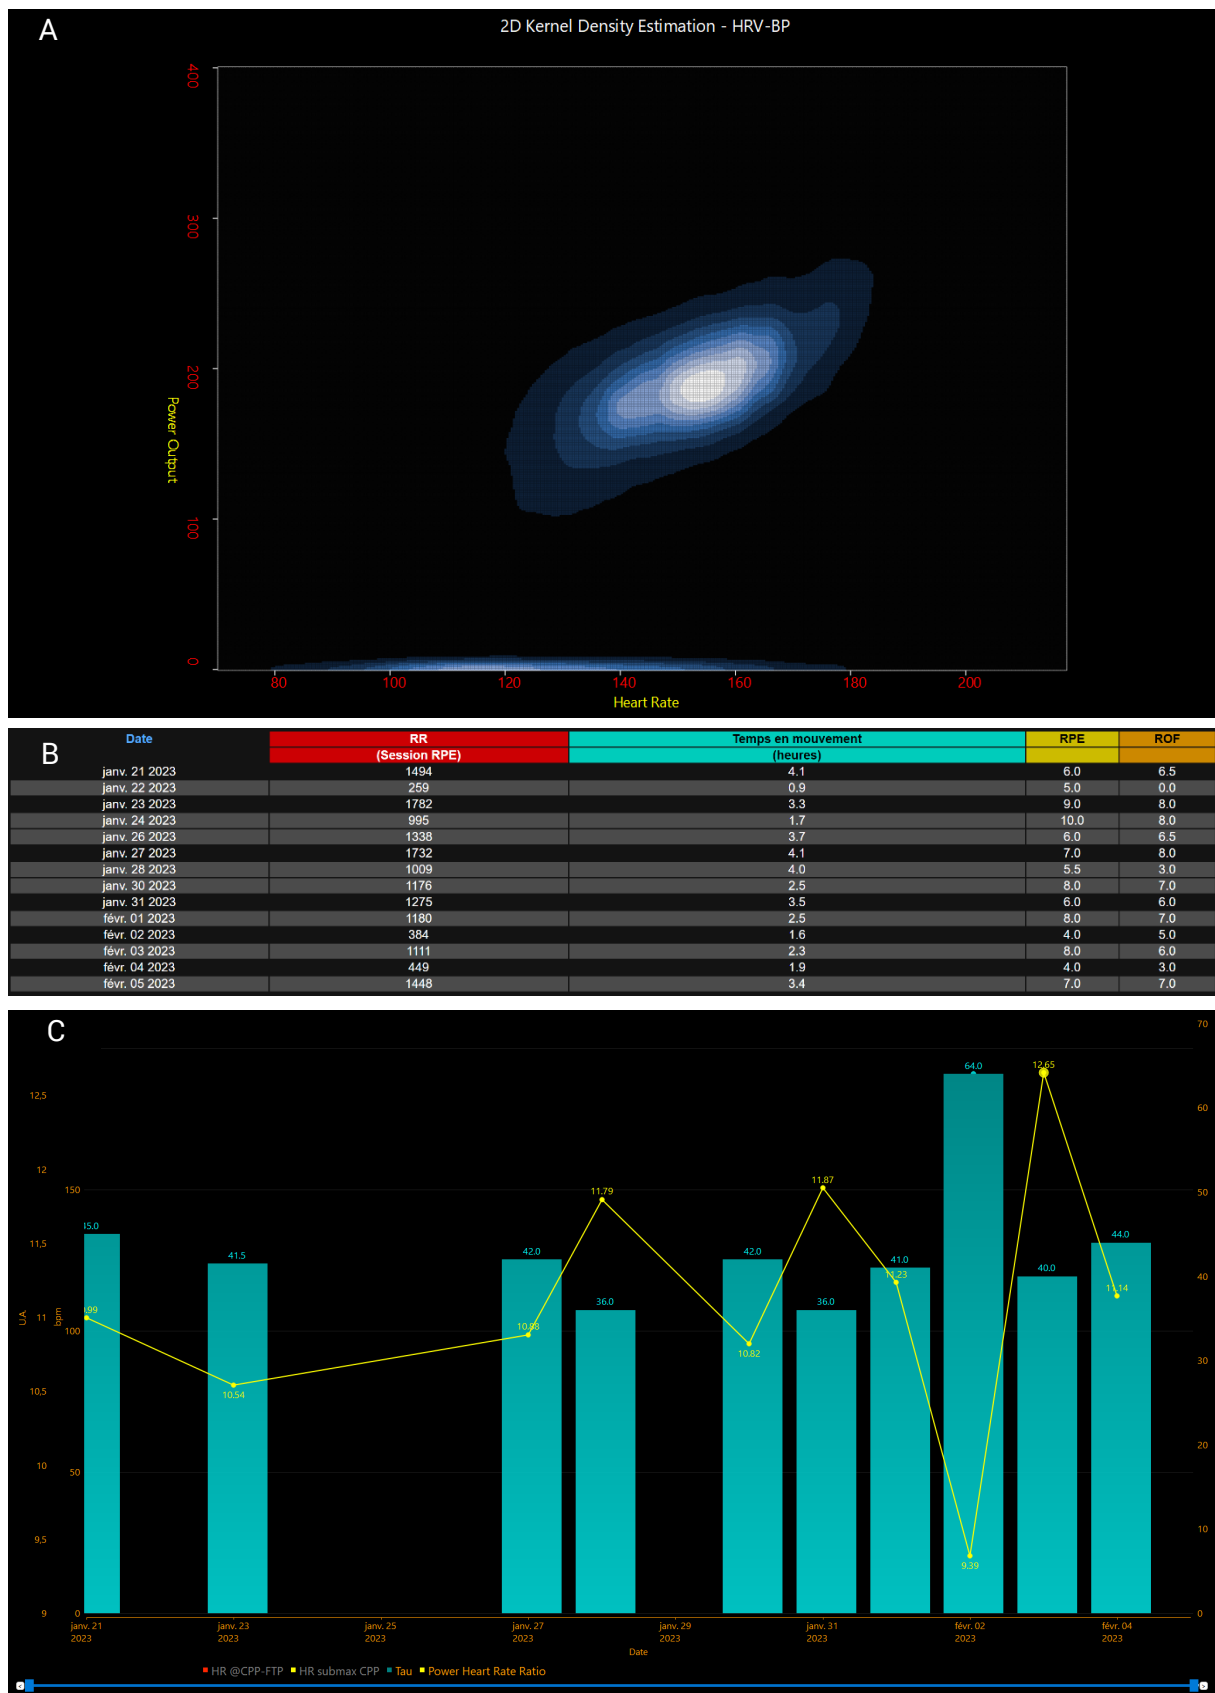 A
2D Kernel Density Estimation - HRV-BP
400
300
200
100
0
Power Output
80 100 120 140 160 180 200
Heart Rate
B
Date RR Temps en mouvement RPE ROF
(Session RPE) (heures)
janv. 21 2023 1494 4.1 6.0 6.5
janv. 22 2023 259 0.9 5.0 0.0
janv. 23 2023 1782 3.3 9.0 8.0
janv. 24 2023 995 1.7 10.0 8.0
janv. 26 2023 1338 3.7 6.0 6.5
janv. 27 2023 1732 4.1 7.0 8.0
janv. 28 2023 1009 4.0 5.5 3.0
janv. 30 2023 1176 2.5 8.0 7.0
janv. 31 2023 1275 3.5 6.0 6.0
févr. 01 2023 1180 2.5 8.0 7.0
févr. 02 2023 384 1.6 4.0 5.0
févr. 03 2023 1111 2.3 8.0 6.0
févr. 04 2023 449 1.9 4.0 3.0
févr. 05 2023 1448 3.4 7.0 7.0
C
70
60
50
40
30
20
10
0
12,5
12
11,5
11
10,5
10
9,5
9
U.A.
150
100
50
0
bpm
41.5
42.0
36.0
42.0
36.0
41.0
64.0
40.0
44.0
10.54
10.88
11.79
10.82
11.87
11.23
9.39
12.65
11.14
janv. 21 janv. 23 janv. 25 janv. 27 janv. 29 janv. 31 févr. 02 févr. 04
2023 2023 2023 2023 2023 2023 2023 2023
Date
HR @CPP-FTP HR submax CPP Tau Power Heart Rate Ratio